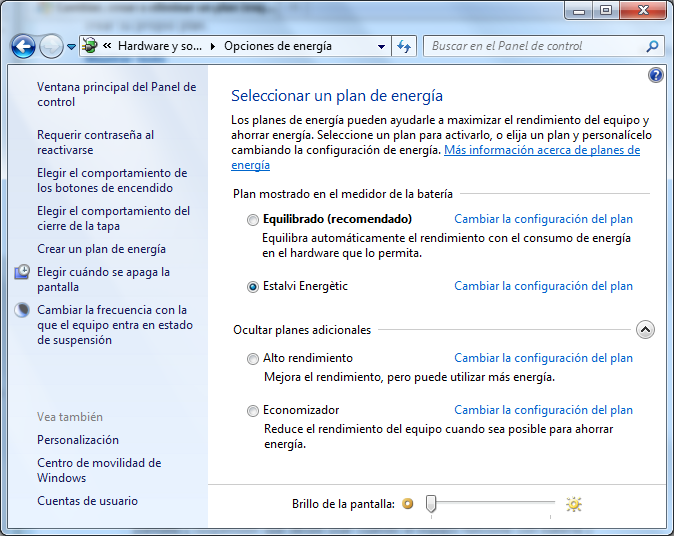 Hardware y so... Opciones de energía
Buscar en el Panel de control
Ventana principal del Panel de
control
Requerir contraseña al
reactivarse
Elegir el comportamiento de
los botones de encendido
Elegir el comportamiento del
cierre de la tapa
Crear un plan de energía
Elegir cuándo se apaga la
pantalla
Cambiar la frecuencia con la
que el equipo entra en estado
de suspensión
Vea también
Personalización
Centro de movilidad de
Windows
Cuentas de usuario
Seleccionar un plan de energía
Los planes de energía pueden ayudarle a maximizar el rendimiento del equipo y
ahorrar energía. Seleccione un plan para activarlo, o elija un plan y personalícelo
cambiando la configuración de energía. Más información acerca de planes de
energía
Plan mostrado en el medidor de la batería
Equilibrado (recomendado) Cambiar la configuración del plan
Equilibra automáticamente el rendimiento con el consumo de energía
en el hardware que lo permita.
Estalvi Energètic Cambiar la configuración del plan
Ocultar planes adicionales
Alto rendimiento Cambiar la configuración del plan
Mejora el rendimiento, pero puede utilizar más energía.
Economizador Cambiar la configuración del plan
Reduce el rendimiento del equipo cuando sea posible para ahorrar
energía.
Brillo de la pantalla: